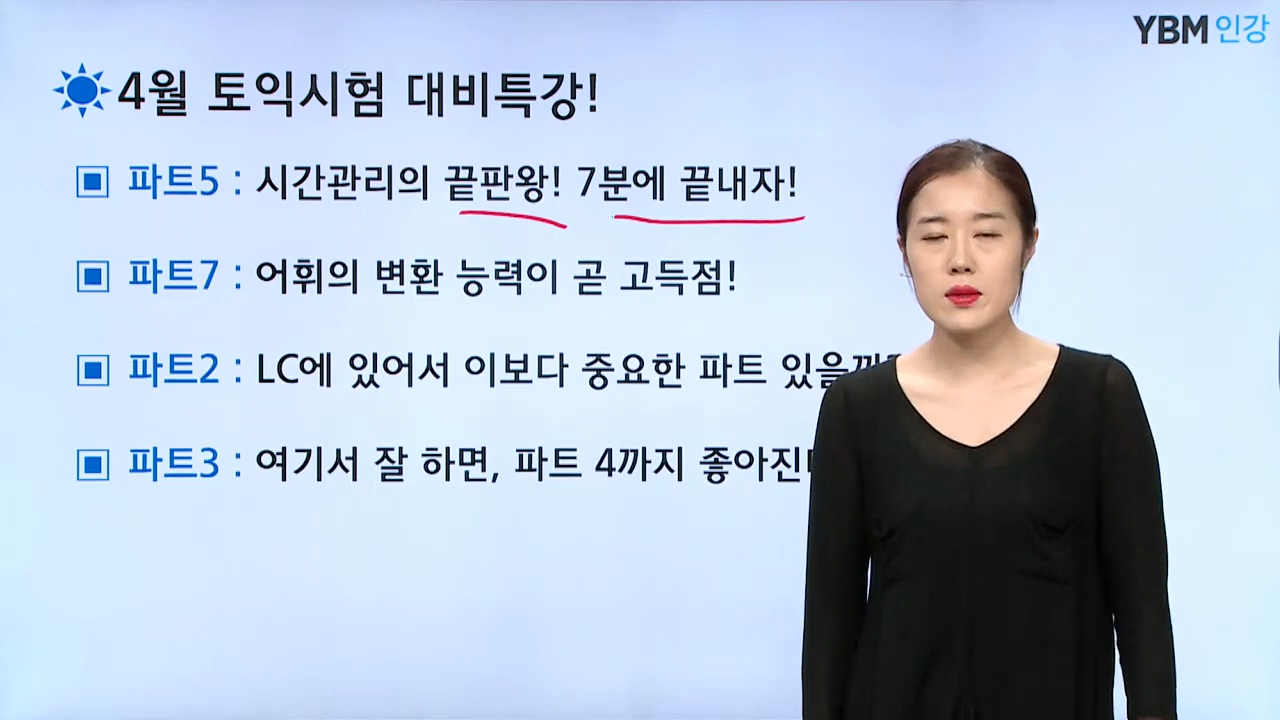 YBM 인강
4월 토익시험 대비특강!
파트5 : 시간관리의 끝판왕! 7분에 끝내자!
파트7 : 어휘의 변환 능력이 곧 고득점!
파트2 : LC에 있어서 이보다 중요한 파트 있을까
파트3 : 여기서 잘 하면, 파트 4까지 좋아진